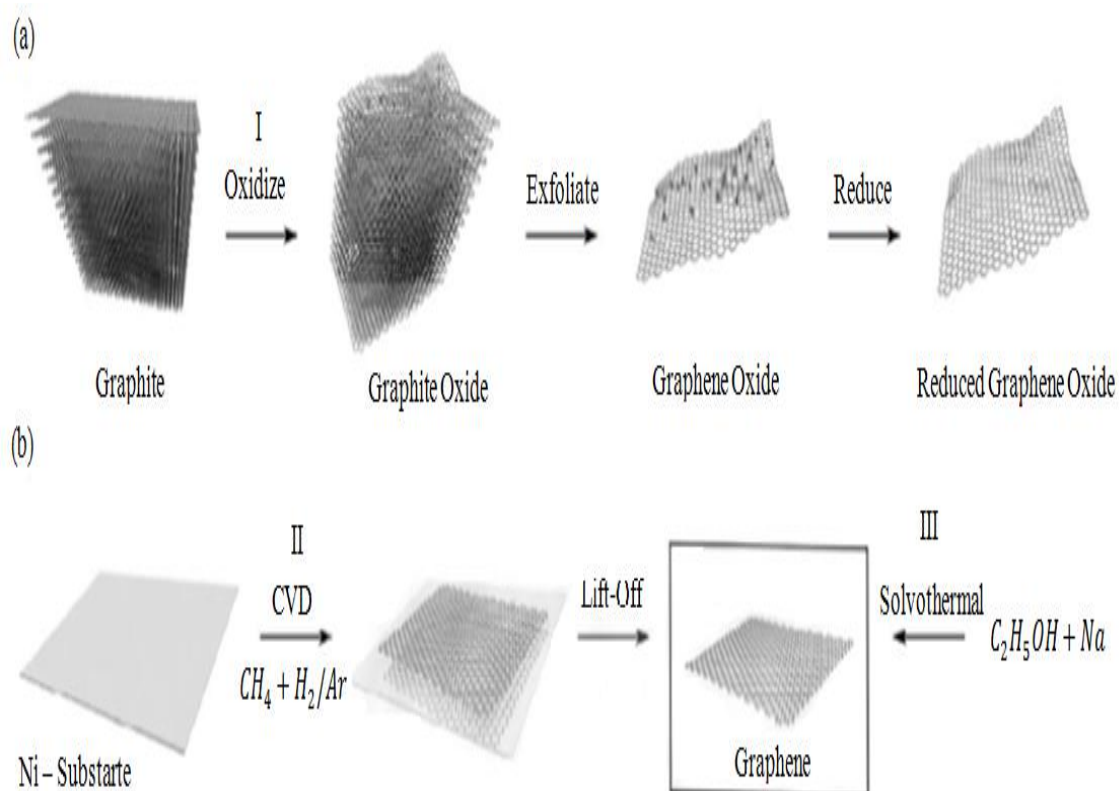 (a)
I
Oxidize
Exfoliate
Reduce
Graphite
Graphite Oxide
Graphene Oxide
Reduced Graphene Oxide
(b)
II
CVD
CH₄ + H₂/Ar
Lift-Off
III
Solvothermal
C₂H₅OH + Na
Ni – Substarte
Graphene